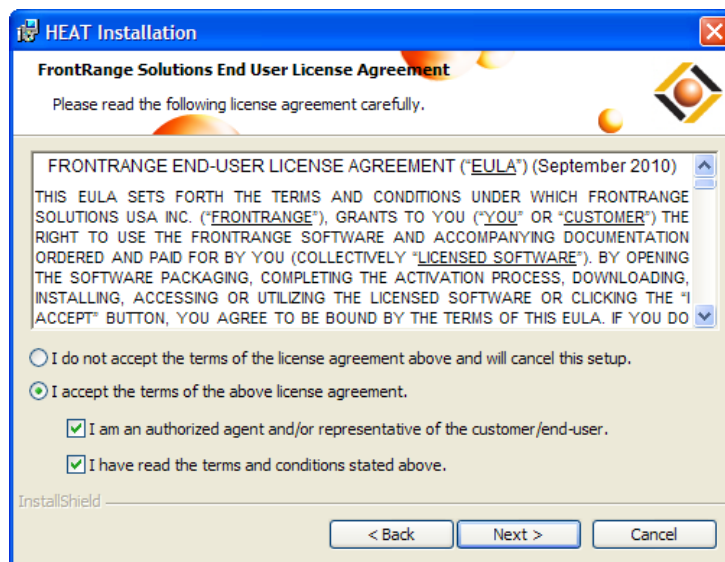 HEAT Installation
FrontRange Solutions End User License Agreement
Please read the following license agreement carefully.
FRONTRANGE END-USER LICENSE AGREEMENT (“EULA”) (September 2010)
THIS EULA SETS FORTH THE TERMS AND CONDITIONS UNDER WHICH FRONTRANGE
SOLUTIONS USA INC. (“FRONTRANGE”), GRANTS TO YOU (“YOU” OR “CUSTOMER”) THE
RIGHT TO USE THE FRONTRANGE SOFTWARE AND ACCOMPANYING DOCUMENTATION
ORDERED AND PAID FOR BY YOU (COLLECTIVELY “LICENSED SOFTWARE”). BY OPENING
THE SOFTWARE PACKAGING, COMPLETING THE ACTIVATION PROCESS, DOWNLOADING,
INSTALLING, ACCESSING OR UTILIZING THE LICENSED SOFTWARE OR CLICKING THE “I
ACCEPT” BUTTON, YOU AGREE TO BE BOUND BY THE TERMS OF THIS EULA. IF YOU DO
I do not accept the terms of the license agreement above and will cancel this setup.
I accept the terms of the above license agreement.
I am an authorized agent and/or representative of the customer/end-user.
I have read the terms and conditions stated above.
InstallShield
< Back
Next >
Cancel